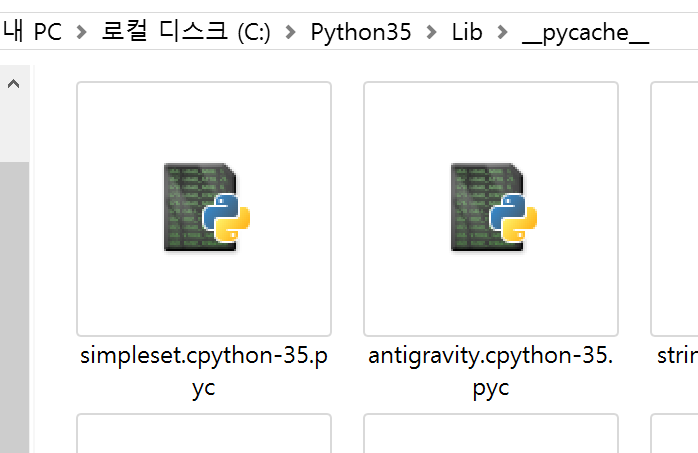 내 PC > 로컬 디스크 (C:) > Python35 > Lib > __pycache__
simpleset.cpython-35.p
yc
antigravity.cpython-35.
pyc
strin